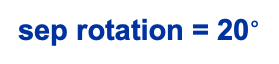 sep rotation = 20°